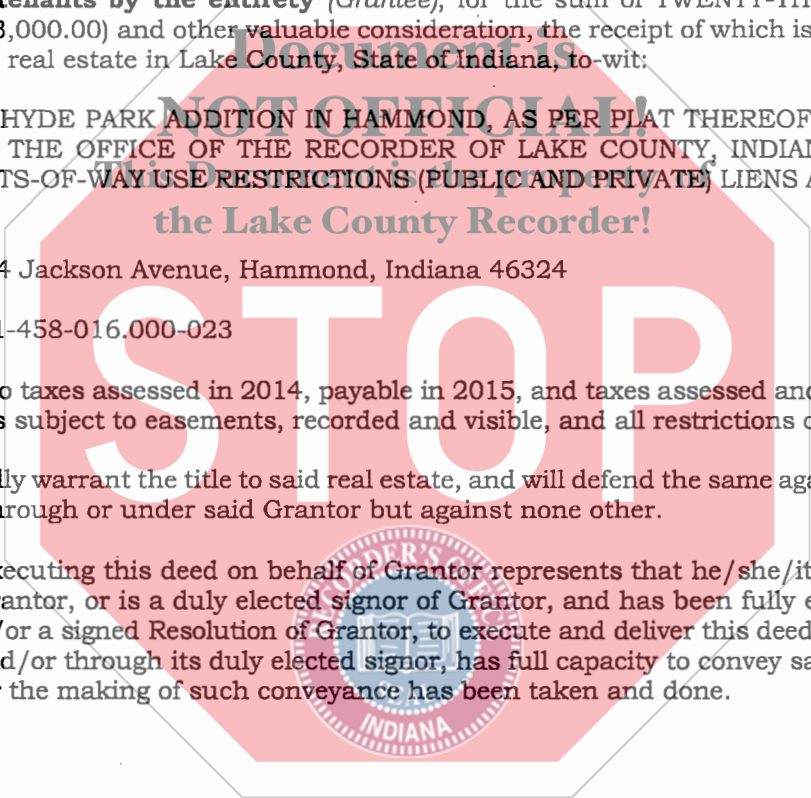 tenants by the entirety (Grantee), for the sum of TWENTY-TH
3,000.00) and other valuable consideration, the receipt of which is
real estate in Lake County, State of Indiana, to-wit:
Document is
NOT OFFICIAL!
HYDE PARK ADDITION IN HAMMOND, AS PER PLAT THEREOF
THE OFFICE OF THE RECORDER OF LAKE COUNTY, INDIAN
This Document is the property of
TS-OF-WAY USE RESTRICTIONS (PUBLIC AND PRIVATE) LIENS A
the Lake County Recorder!
4 Jackson Avenue, Hammond, Indiana 46324
-458-016.000-023
STOP
o taxes assessed in 2014, payable in 2015, and taxes assessed and
s subject to easements, recorded and visible, and all restrictions o
lly warrant the title to said real estate, and will defend the same aga
rough or under said Grantor but against none other.
ecuting this deed on behalf of Grantor represents that he/she/it
rantor, or is a duly elected signor of Grantor, and has been fully e
/or a signed Resolution of Grantor, to execute and deliver this deed
d/or through its duly elected signor, has full capacity to convey sa
r the making of such conveyance has been taken and done.
RECORDER'S OFFICE
INDIANA